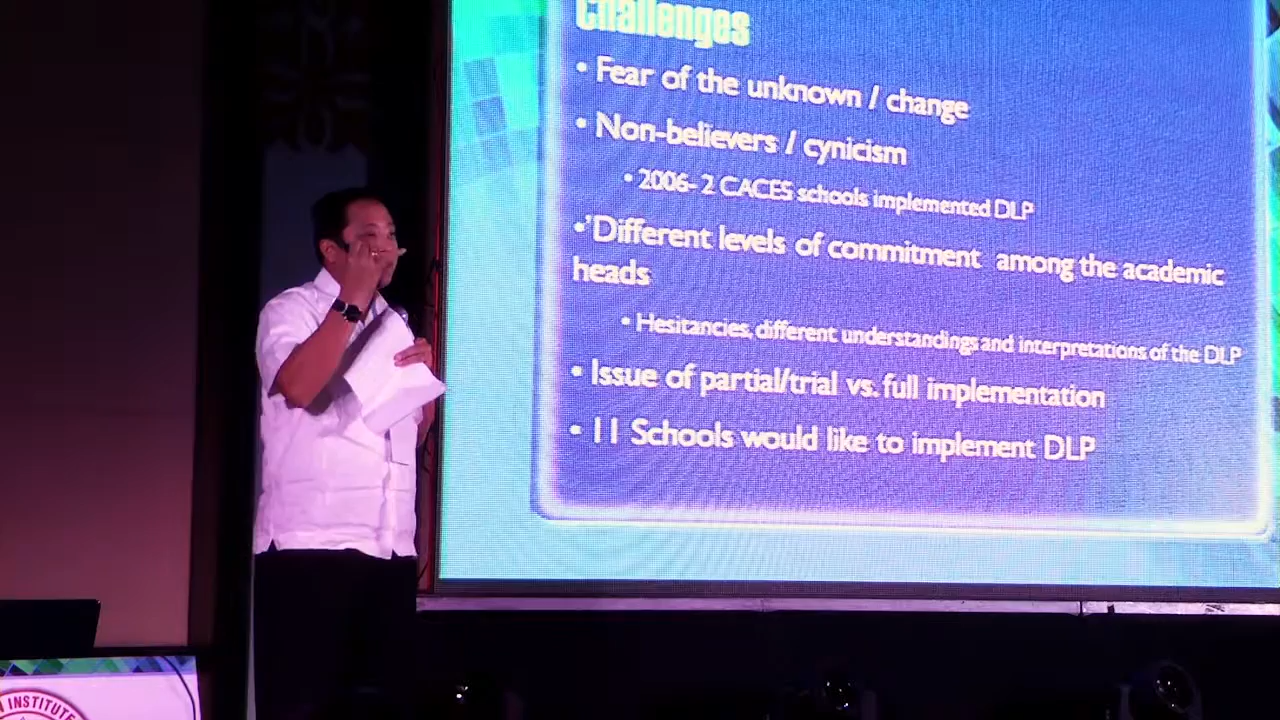 Challenges
• Fear of the unknown / change
• Non-believers / cynicism
• 2006- 2 CACES schools implemented DLP
•'Different levels of commitment among the academic
heads
• Hesitancies, different understandings and interpretations of the DLP
• Issue of partial/trial vs. full implementation
• 11 Schools would like to implement DLP
INSTITUTE